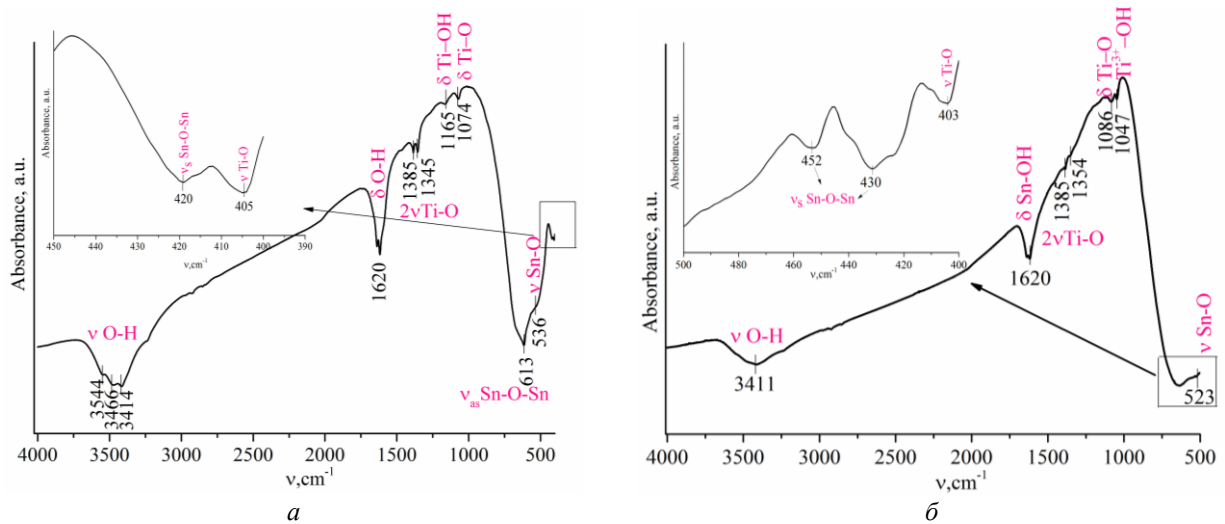 Absorbance, a.u.
Absorbance, a.u.
νs Sn-O-Sn
420
ν Ti-O
405
450 440 430 420 410 400 390
ν,cm-1
δ Ti–OH
δ Ti–O
1165
1074
δ O-H
1385
1345
2νTi-O
1620
ν O-H
3544
3466
3414
ν Sn-O
536
613
νasSn-O-Sn
4000 3500 3000 2500 2000 1500 1000 500
ν,cm-1
а
Absorbance, a.u.
Absorbance, a.u.
ν Ti-O
403
452
430
νs Sn-O-Sn
500 480 460 440 420 400
ν,cm-1
δ Ti–O
Ti3+–OH
1086
1047
δ Sn-OH
1385
1354
2νTi-O
1620
ν O-H
3411
ν Sn-O
523
4000 3500 3000 2500 2000 1500 1000 500
ν,cm-1
б